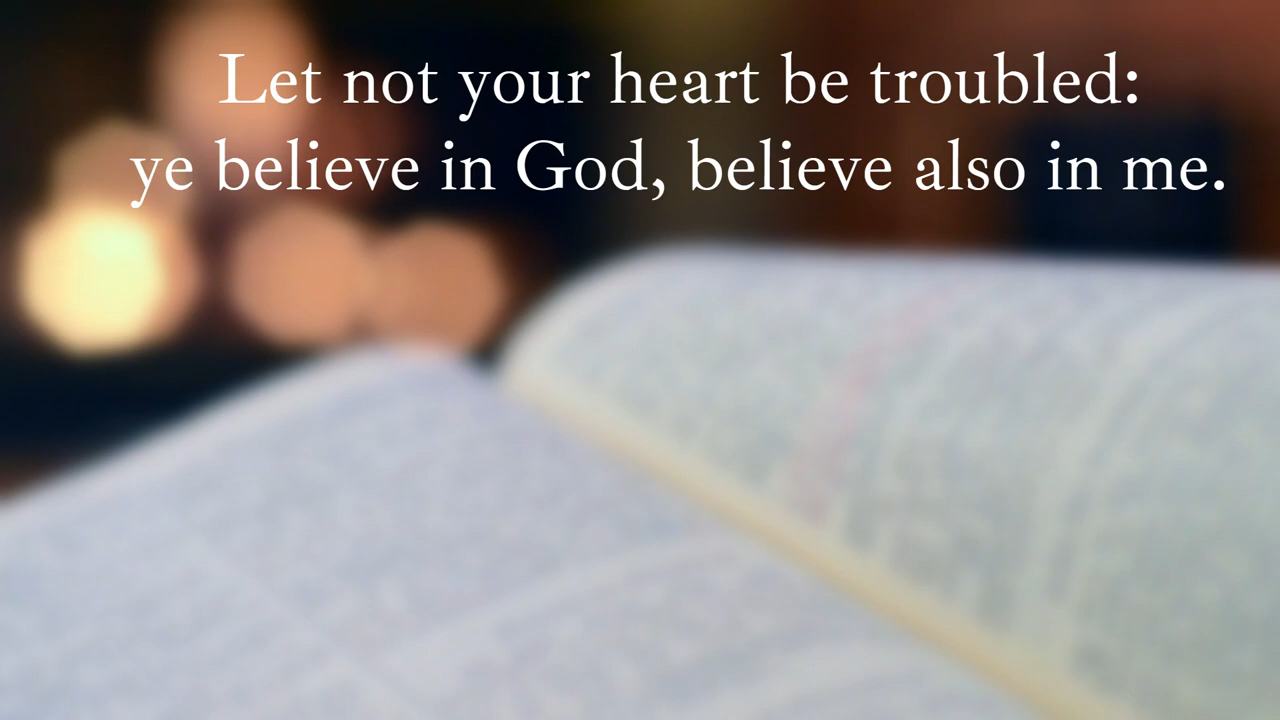 Let not your heart be troubled:
ye believe in God, believe also in me.